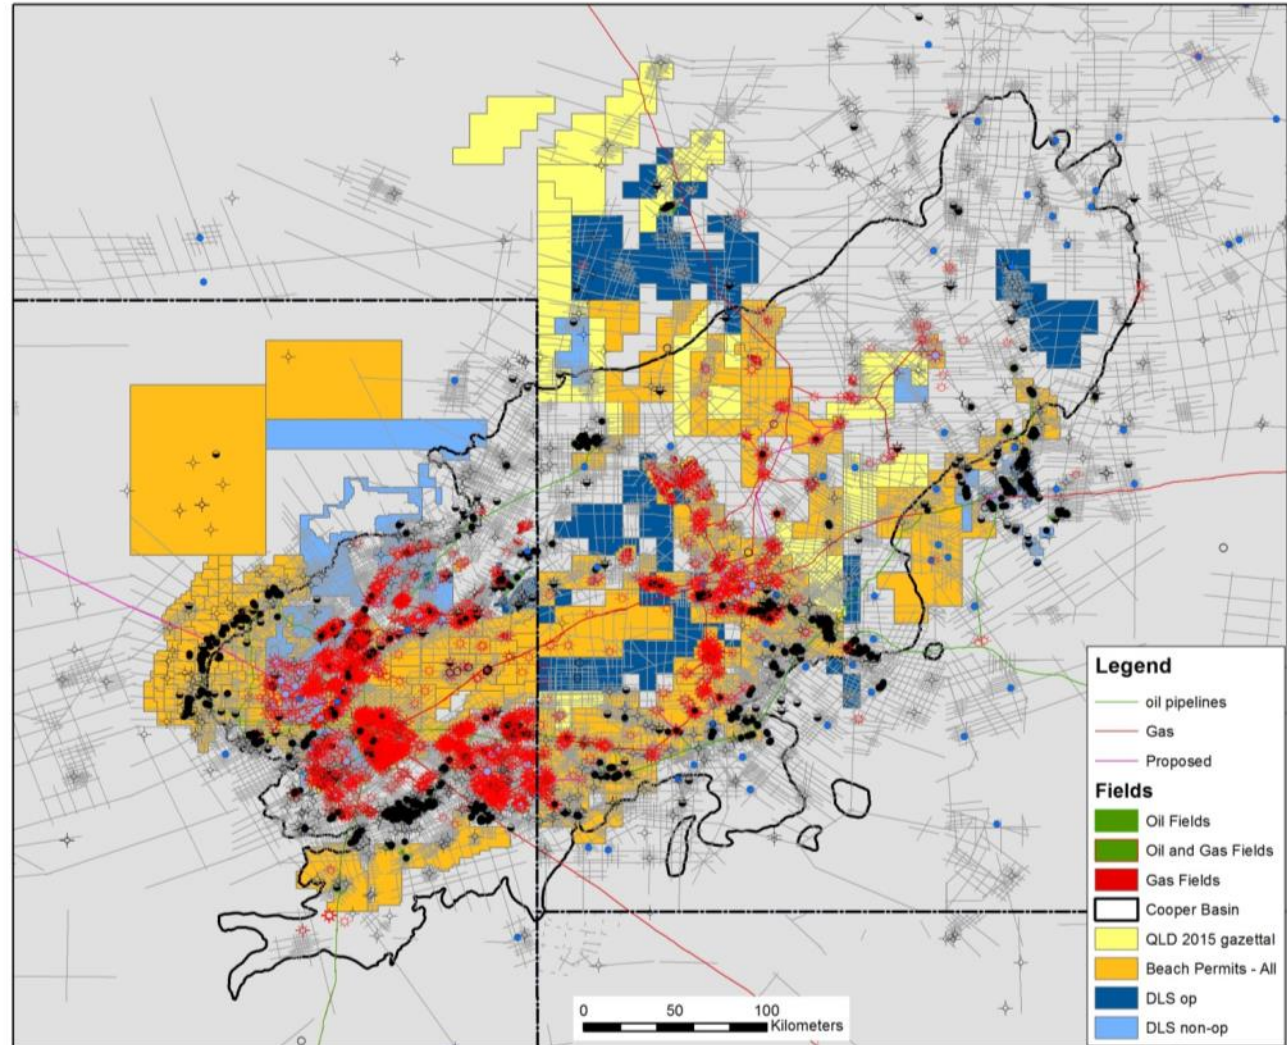 Legend
oil pipelines
Gas
Proposed
Fields
Oil Fields
Oil and Gas Fields
Gas Fields
Cooper Basin
QLD 2015 gazettal
Beach Permits - All
DLS op
DLS non-op
0 50 100
Kilometers